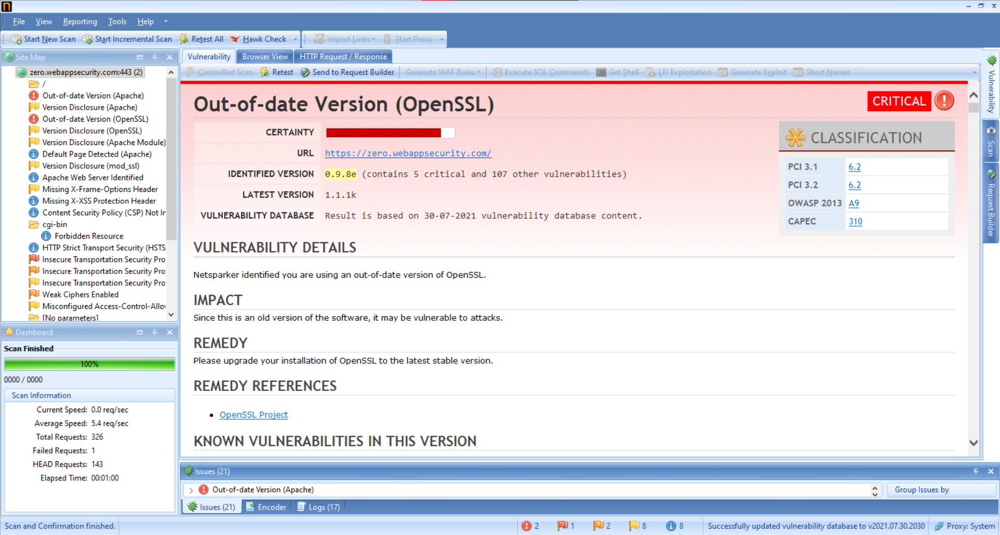 File View Reporting Tools Help
Start New Scan Start Incremental Scan Retest All Hawk Check Import Links Start Proxy
Site Map
zero.webappsecurity.com:443 (2)
/
Out-of-date Version (Apache)
Version Disclosure (Apache)
Out-of-date Version (OpenSSL)
Version Disclosure (OpenSSL)
Version Disclosure (Apache Module)
Default Page Detected (Apache)
Version Disclosure (mod_ssl)
Apache Web Server Identified
Missing X-Frame-Options Header
Missing X-XSS Protection Header
Content Security Policy (CSP) Not Ir
cgi-bin
Forbidden Resource
HTTP Strict Transport Security (HSTS
Insecure Transportation Security Pro
Insecure Transportation Security Pro
Insecure Transportation Security Pro
Weak Ciphers Enabled
Misconfigured Access-Control-Allo
[No parameters]
Dashboard
Scan Finished
100%
0000 / 0000
Scan Information
Current Speed: 0.0 req/sec
Average Speed: 5.4 req/sec
Total Requests: 326
Failed Requests: 1
HEAD Requests: 143
Elapsed Time: 00:01:00
Vulnerability Browser View HTTP Request / Response
Controlled Scan Retest Send to Request Builder Generate WAF Rules Execute SQL Commands Get Shell LFI Exploitation Generate Exploit Short Names
Out-of-date Version (OpenSSL)
CRITICAL
CERTAINTY
URL https://zero.webappsecurity.com/
IDENTIFIED VERSION 0.9.8e (contains 5 critical and 107 other vulnerabilities)
LATEST VERSION 1.1.1k
VULNERABILITY DATABASE Result is based on 30-07-2021 vulnerability database content.
CLASSIFICATION
PCI 3.1 6.2
PCI 3.2 6.2
OWASP 2013 A9
CAPEC 310
VULNERABILITY DETAILS
Netsparker identified you are using an out-of-date version of OpenSSL.
IMPACT
Since this is an old version of the software, it may be vulnerable to attacks.
REMEDY
Please upgrade your installation of OpenSSL to the latest stable version.
REMEDY REFERENCES
OpenSSL Project
KNOWN VULNERABILITIES IN THIS VERSION
Vulnerability
Scan
Request Builder
Issues (21)
Out-of-date Version (Apache)
Group Issues by
Issues (21) Encoder Logs (17)
Scan and Confirmation finished. 2 1 2 8 8 Successfully updated vulnerability database to v2021.07.30.2030 Proxy: System